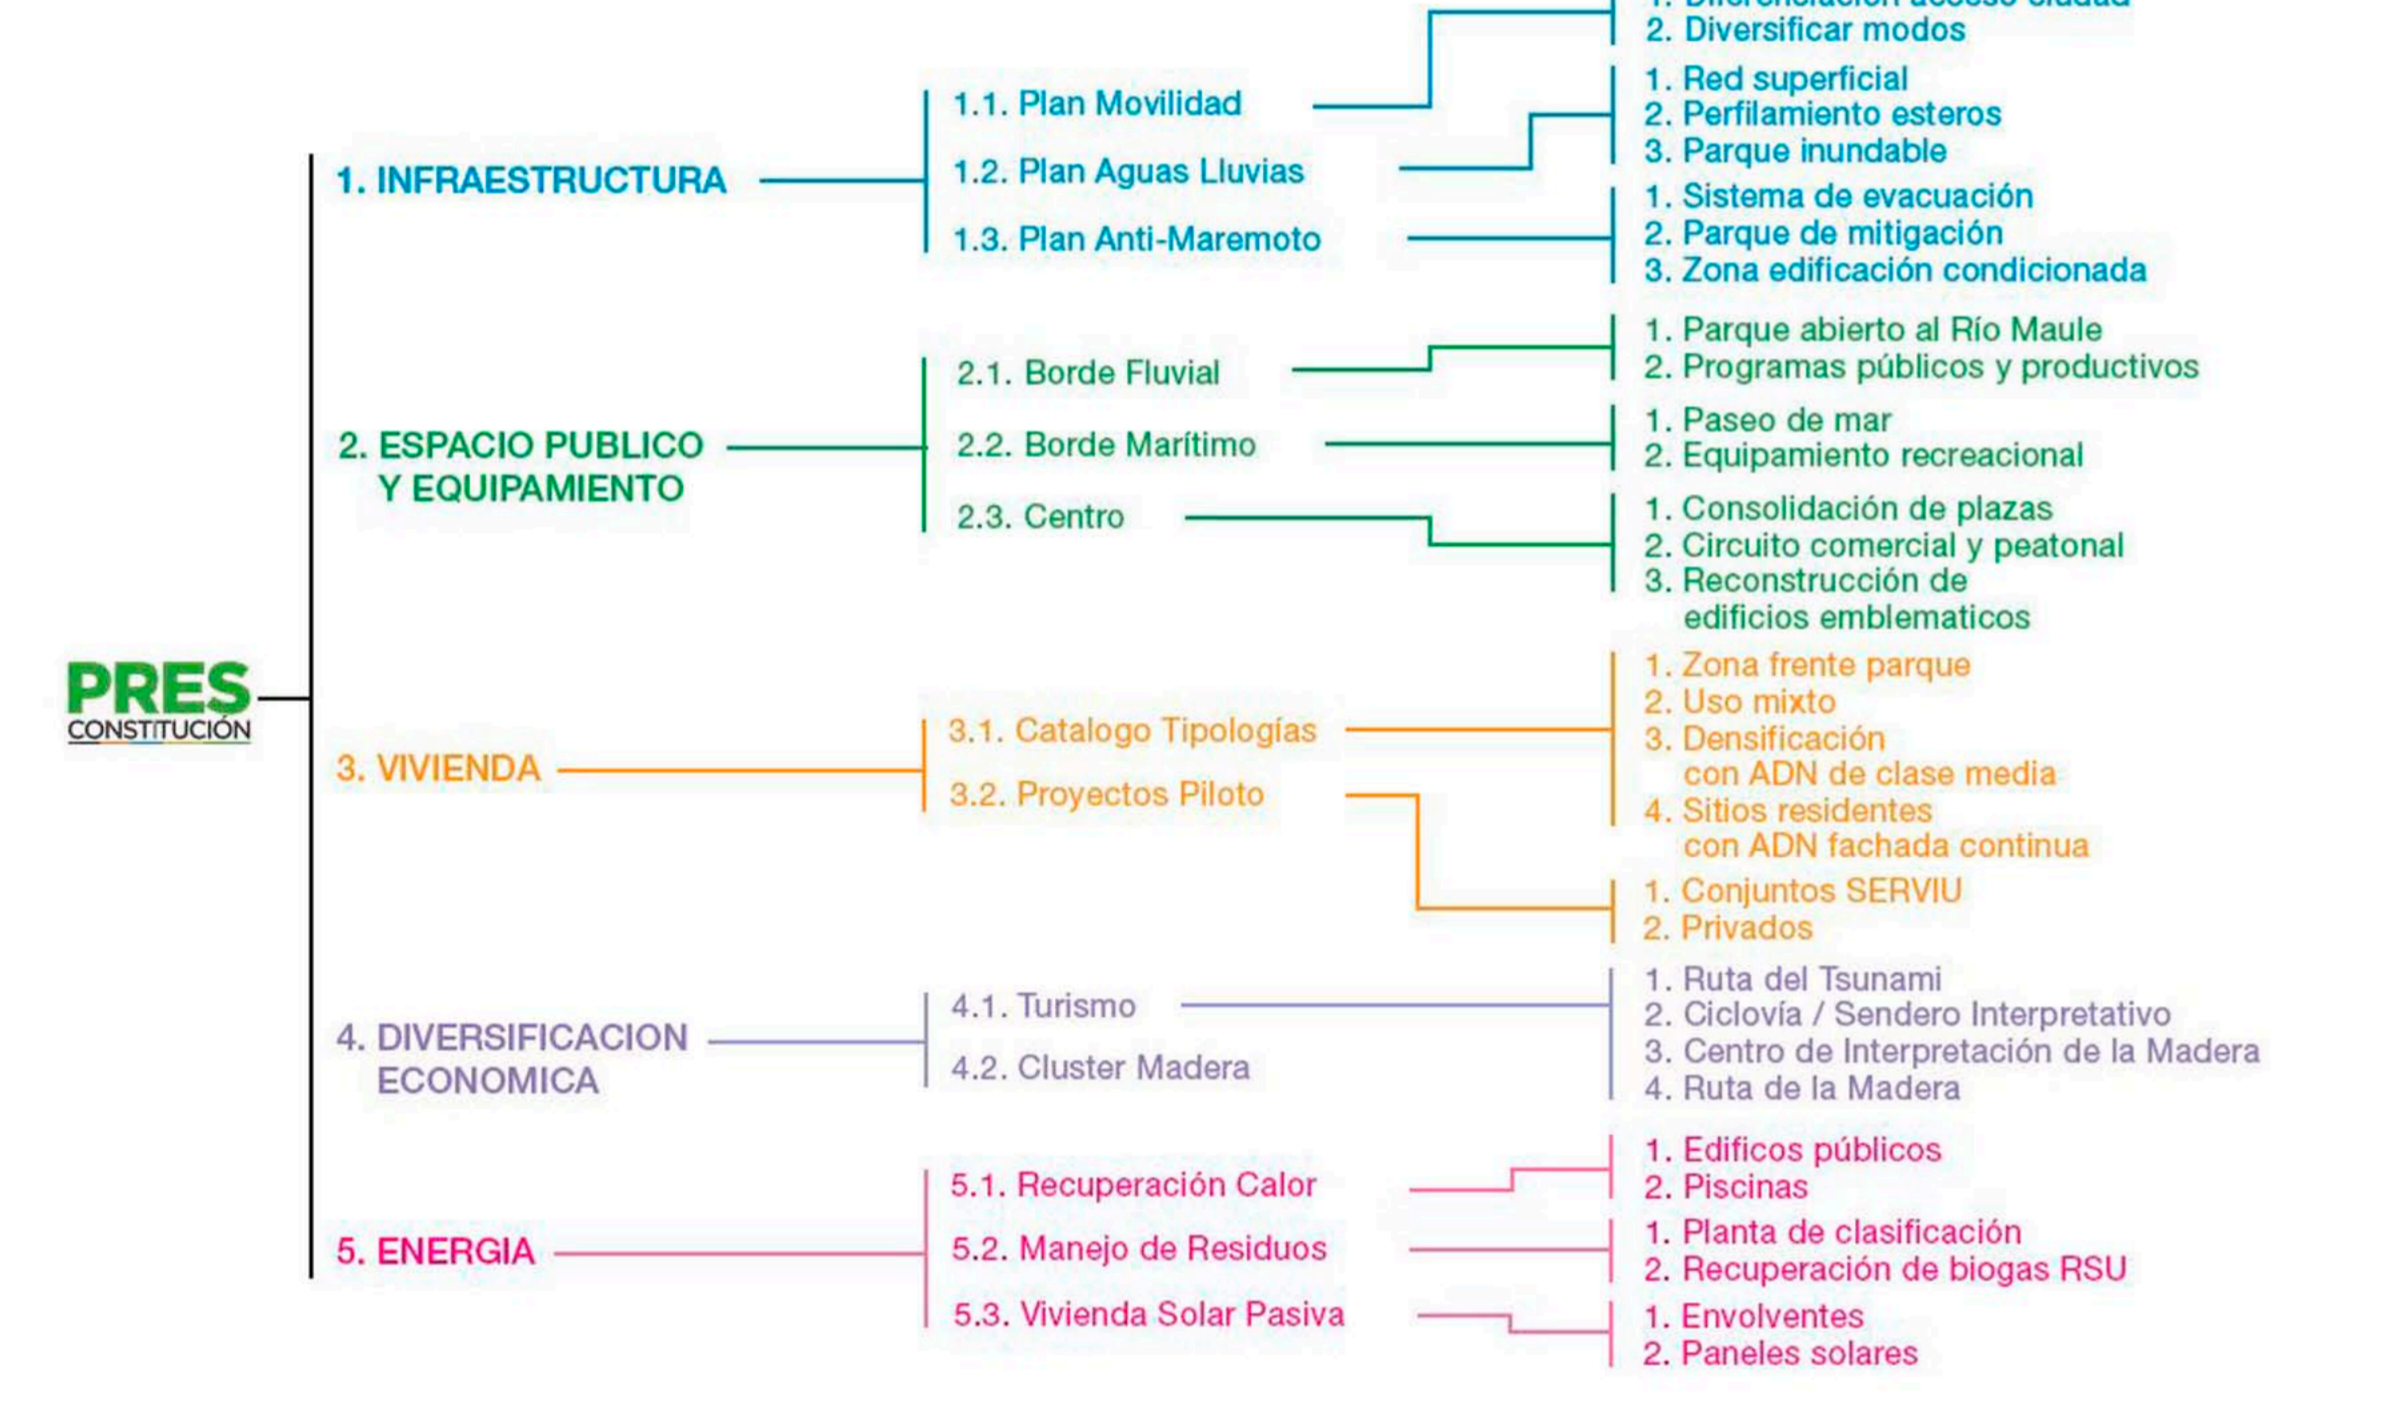 1. Diferenciación acceso ciudad
2. Diversificar modos
1.1. Plan Movilidad
1. Red superficial
2. Perfilamiento esteros
3. Parque inundable
1. INFRAESTRUCTURA
1.2. Plan Aguas Lluvias
1. Sistema de evacuación
2. Parque de mitigación
3. Zona edificación condicionada
1.3. Plan Anti-Maremoto
2. ESPACIO PUBLICO
Y EQUIPAMIENTO
2.1. Borde Fluvial
1. Parque abierto al Río Maule
2. Programas públicos y productivos
2.2. Borde Marítimo
1. Paseo de mar
2. Equipamiento recreacional
2.3. Centro
1. Consolidación de plazas
2. Circuito comercial y peatonal
3. Reconstrucción de
edificios emblematicos
PRES
CONSTITUCIÓN
3. VIVIENDA
3.1. Catalogo Tipologías
1. Zona frente parque
2. Uso mixto
3. Densificación
con ADN de clase media
4. Sitios residentes
con ADN fachada continua
3.2. Proyectos Piloto
1. Conjuntos SERVIU
2. Privados
4. DIVERSIFICACION
ECONOMICA
4.1. Turismo
1. Ruta del Tsunami
2. Ciclovía / Sendero Interpretativo
3. Centro de Interpretación de la Madera
4. Ruta de la Madera
4.2. Cluster Madera
5. ENERGIA
5.1. Recuperación Calor
1. Edificos públicos
2. Piscinas
5.2. Manejo de Residuos
1. Planta de clasificación
2. Recuperación de biogas RSU
5.3. Vivienda Solar Pasiva
1. Envolventes
2. Paneles solares